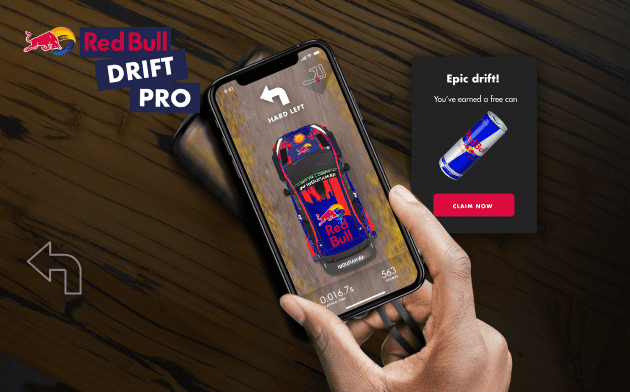 Red Bull
DRIFT
PRO
HARD LEFT
Red
Bull
0:016.7s
563
Epic drift!
You've earned a free can
Red Bull
CLAIM NOW